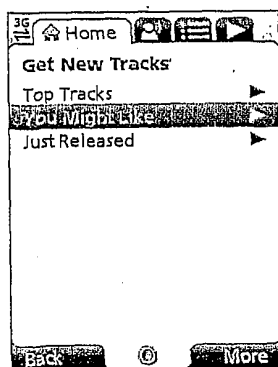 3G
Home
Get New Tracks
Top Tracks
You Might Like
Just Released
Back More